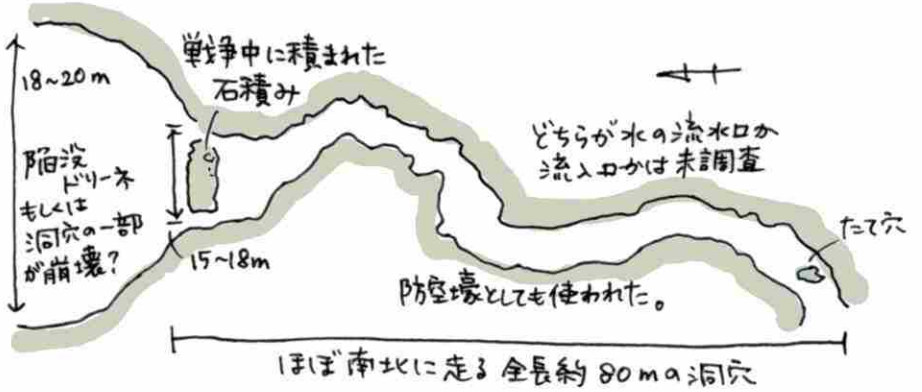 戦争中に積まれた
石積み
18~20m
陥没
ドリーネ
もしくは
洞穴の一部
が崩壊?
15~18m
どちらが水の流水口か
流入口かは未調査
たて穴
防空壕としても使われた。
ほぼ南北に走る全長約80mの洞穴